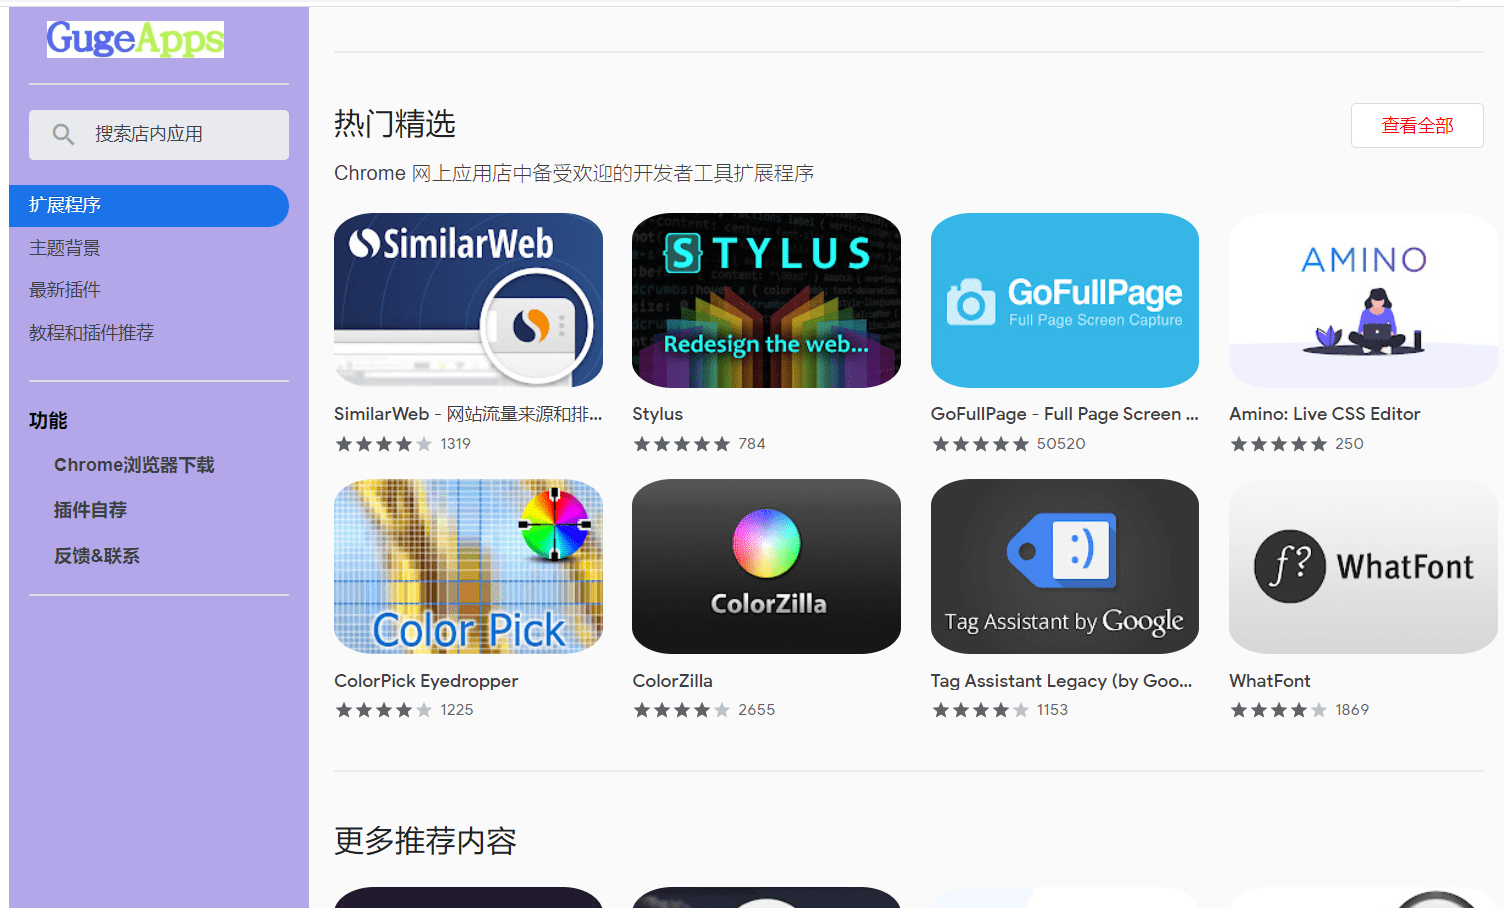 GugeApps
搜索店内应用
扩展程序
主题背景
最新插件
教程和插件推荐
功能
Chrome浏览器下载
插件自荐
反馈&联系
热门精选
查看全部
Chrome 网上应用店中备受欢迎的开发者工具扩展程序
SimilarWeb
STYLUS
Redesign the web...
GoFullPage
Full Page Screen Capture
AMINO
SimilarWeb - 网站流量来源和排...
Stylus
GoFullPage - Full Page Screen ...
Amino: Live CSS Editor
1319
784
50520
250
Color Pick
ColorZilla
Tag Assistant by Google
f? WhatFont
ColorPick Eyedropper
ColorZilla
Tag Assistant Legacy (by Goo...
WhatFont
1225
2655
1153
1869
更多推荐内容